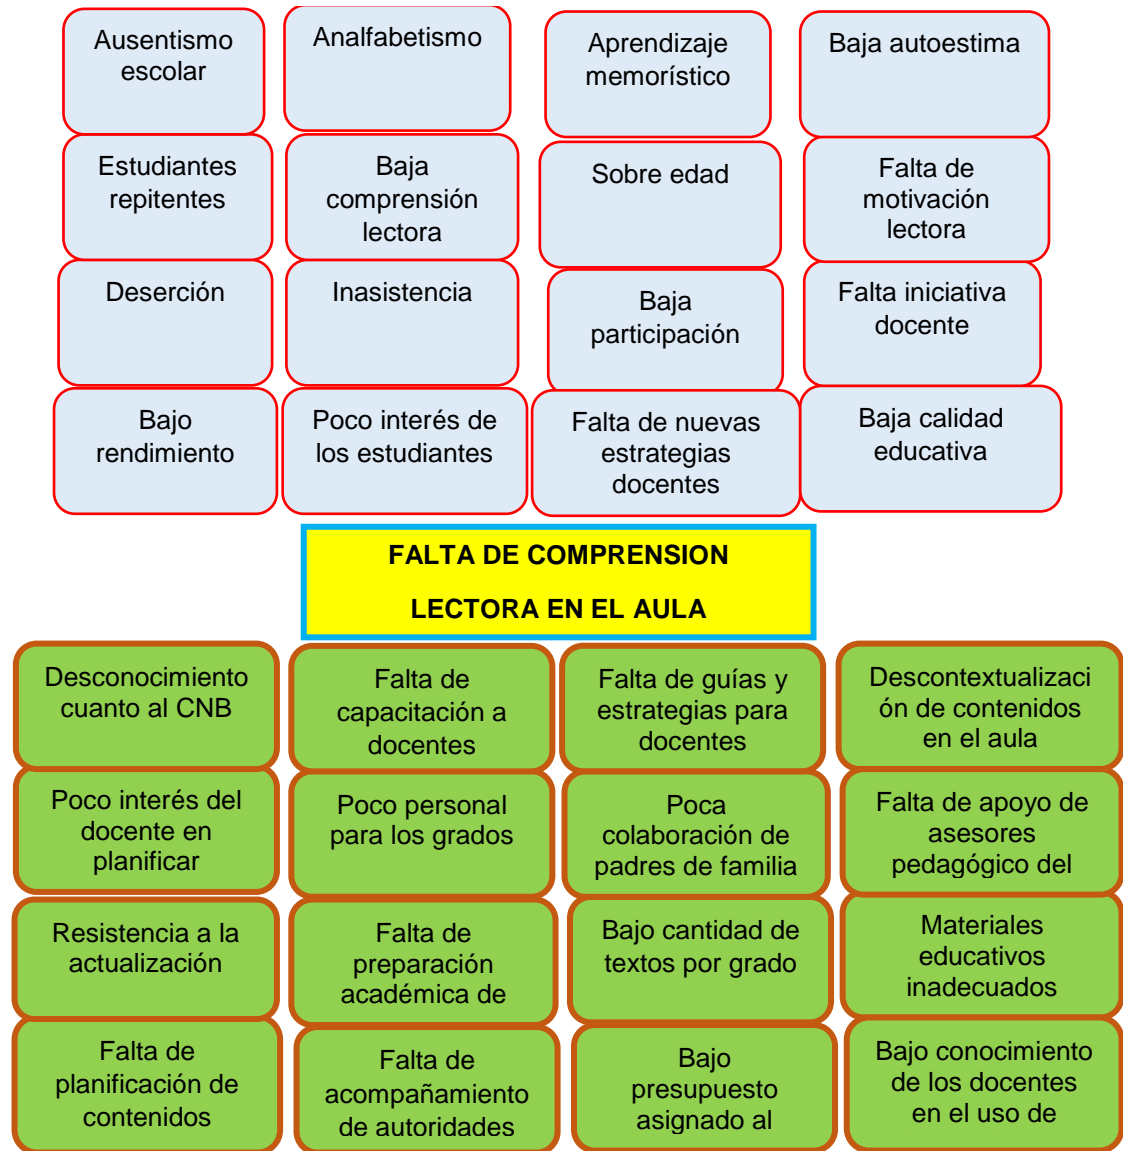 Ausentismo
escolar
Analfabetismo
Aprendizaje
memorístico
Baja autoestima
Estudiantes
repitentes
Baja
comprensión
lectora
Sobre edad
Falta de
motivación
lectora
Deserción
Inasistencia
Baja
participación
Falta iniciativa
docente
Bajo
rendimiento
Poco interés de
los estudiantes
Falta de nuevas
estrategias
docentes
Baja calidad
educativa
FALTA DE COMPRENSION
LECTORA EN EL AULA
Desconocimiento
cuanto al CNB
Falta de
capacitación a
docentes
Falta de guías y
estrategias para
docentes
Descontextualizaci
ón de contenidos
en el aula
Poco interés del
docente en
planificar
Poco personal
para los grados
Poca
colaboración de
padres de familia
Falta de apoyo de
asesores
pedagógico del
Resistencia a la
actualización
Falta de
preparación
académica de
Bajo cantidad de
textos por grado
Materiales
educativos
inadecuados
Falta de
planificación de
contenidos
Falta de
acompañamiento
de autoridades
Bajo
presupuesto
asignado al
Bajo conocimiento
de los docentes
en el uso de